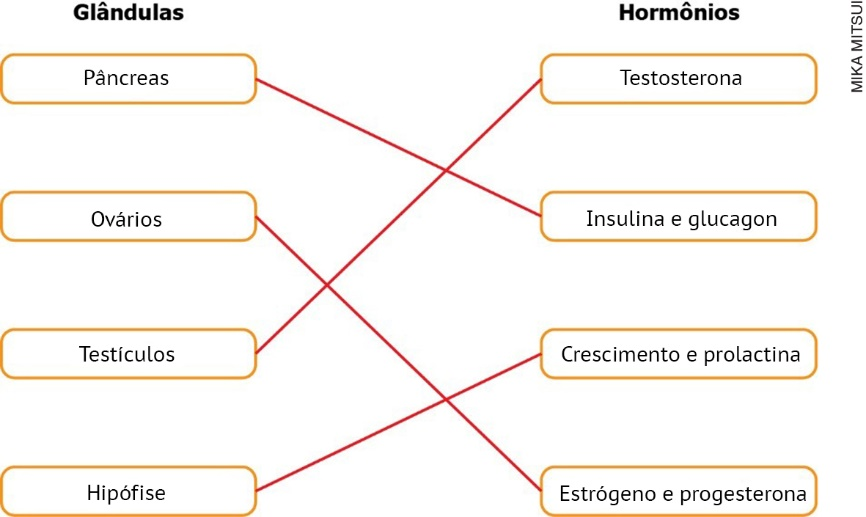 Glândulas
Hormônios
MIKA MITSUI
Pâncreas
Testosterona
Ovários
Insulina e glucagon
Testículos
Crescimento e prolactina
Hipófise
Estrógeno e progesterona